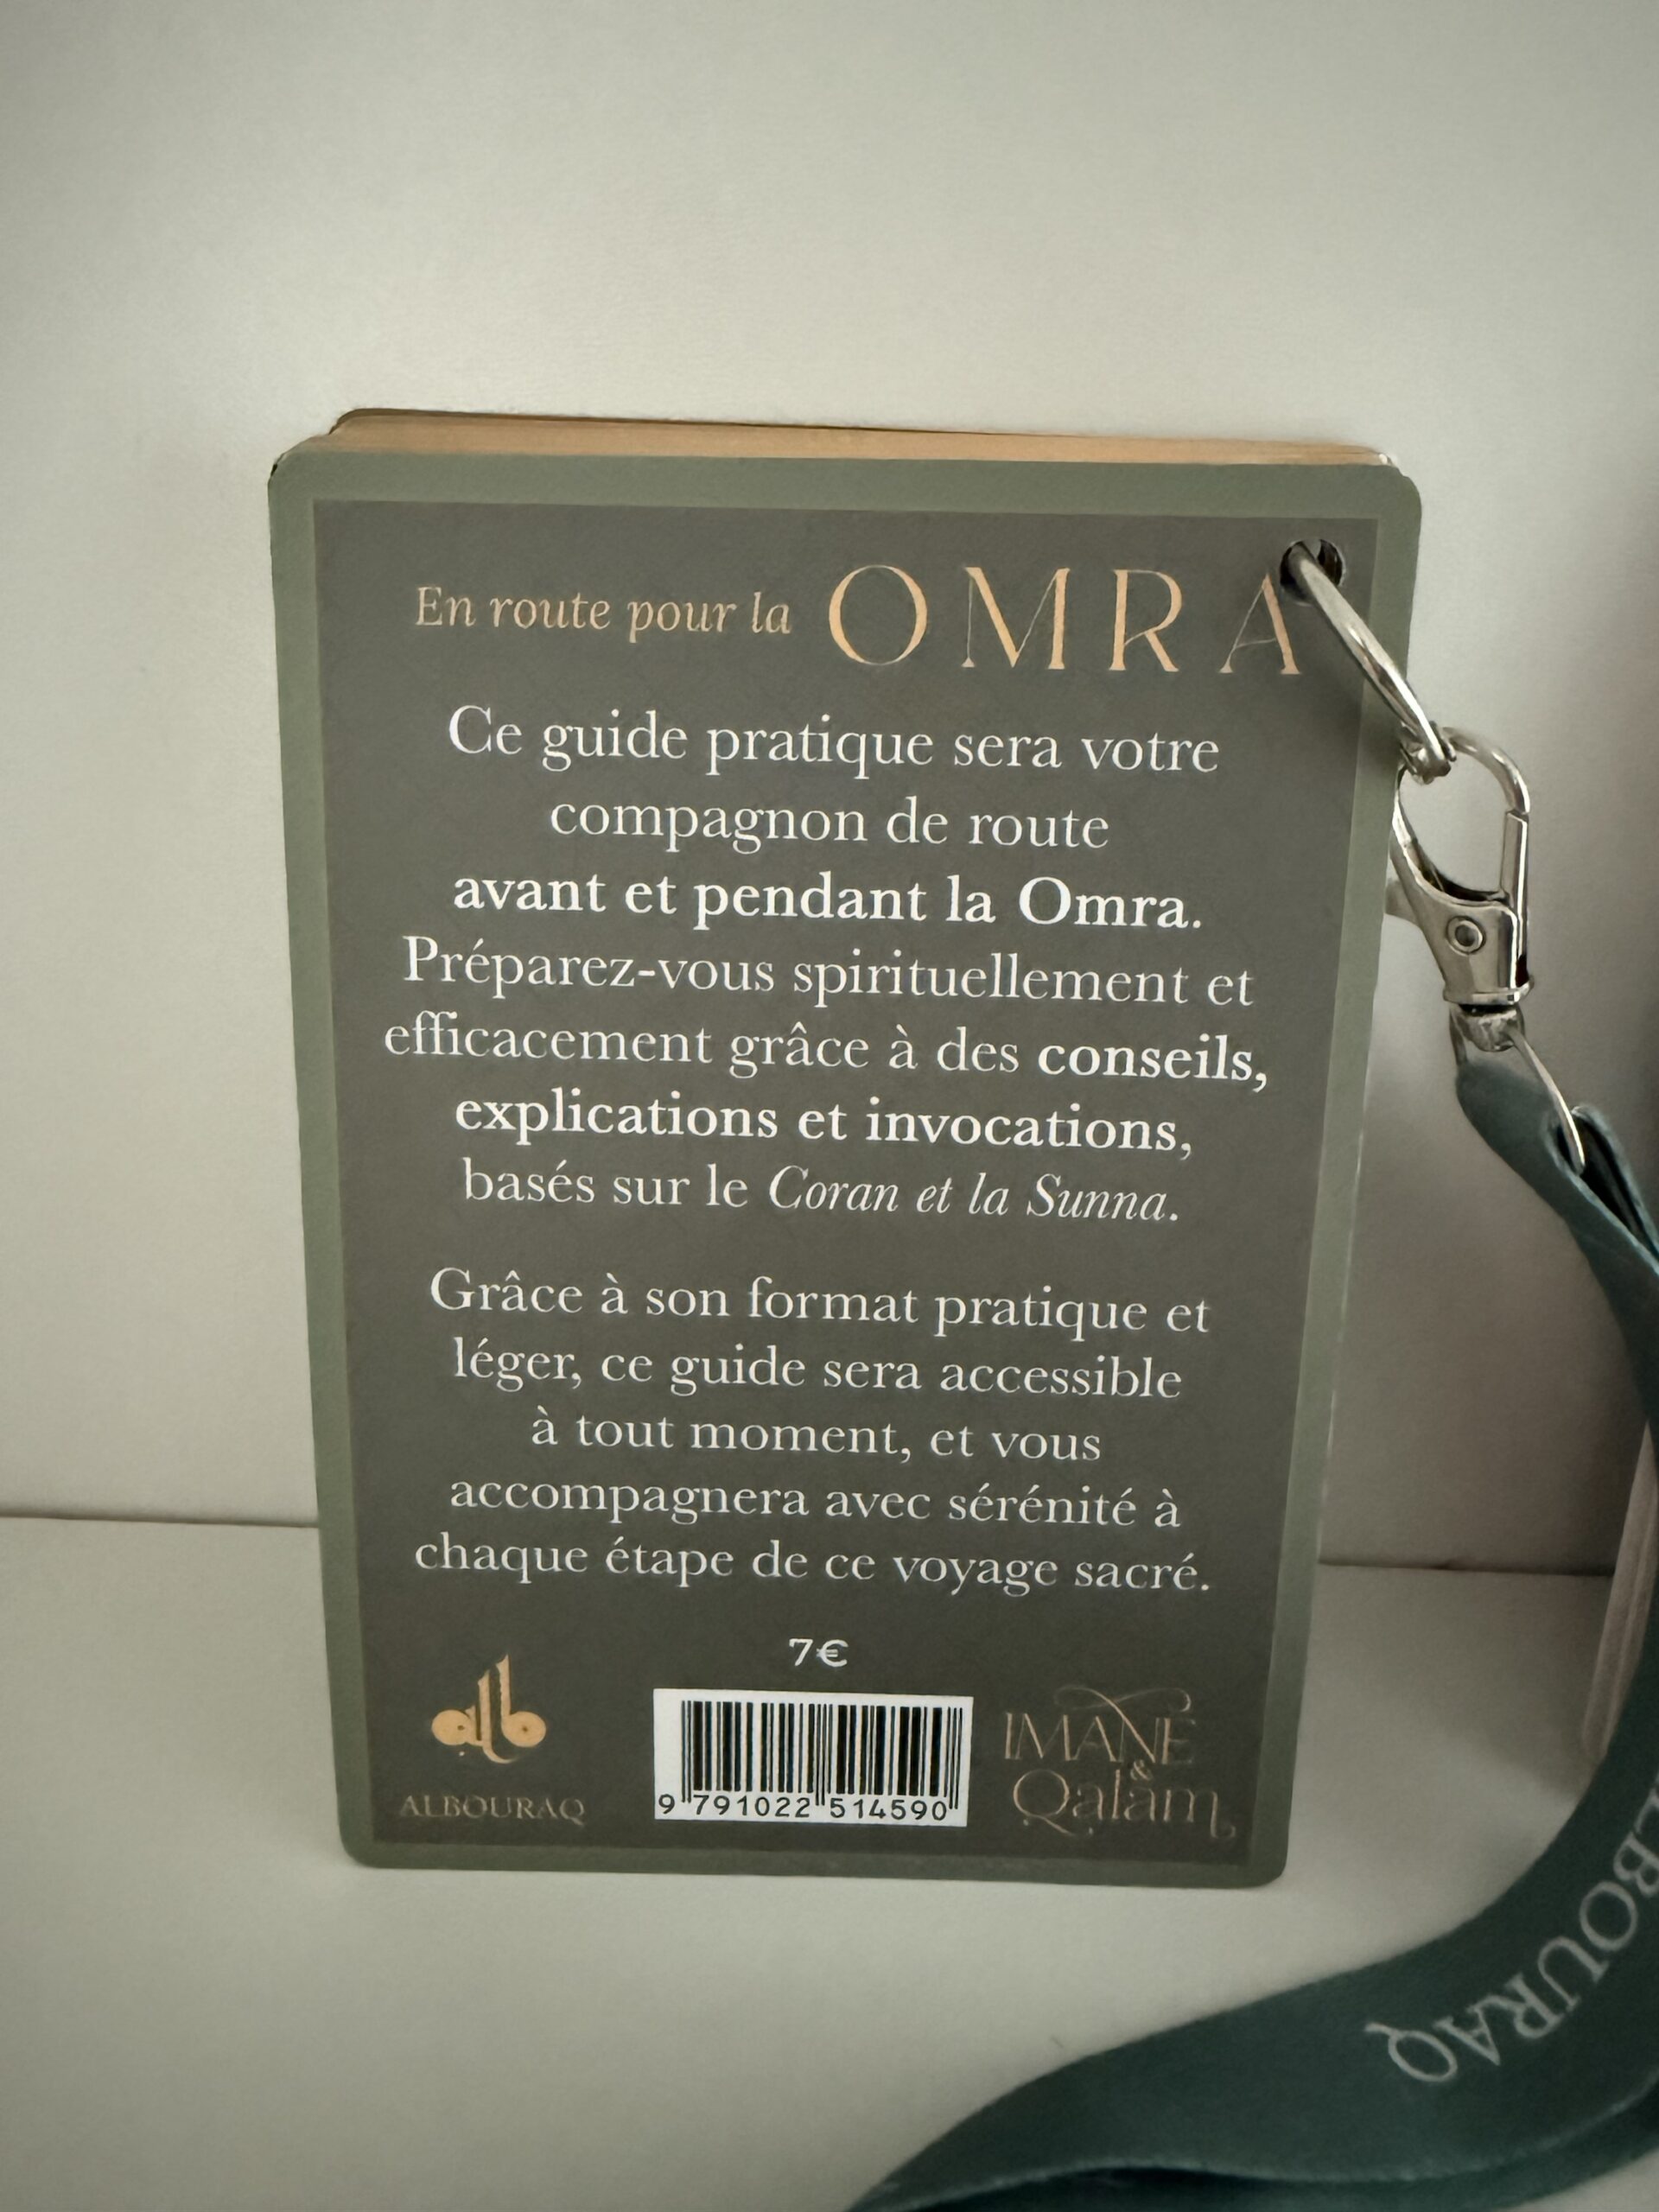 En route pour la OMRA
Ce guide pratique sera votre
compagnon de route
avant et pendant la Omra.
Préparez-vous spirituellement et
efficacement grâce à des conseils,
explications et invocations,
basés sur le Coran et la Sunna.
Grâce à son format pratique et
léger, ce guide sera accessible
à tout moment, et vous
accompagnera avec sérénité à
chaque étape de ce voyage sacré.
7€
alb
ALBOURAQ
9 791022 514590
IMANE
&
Qalam
LBOURAQ